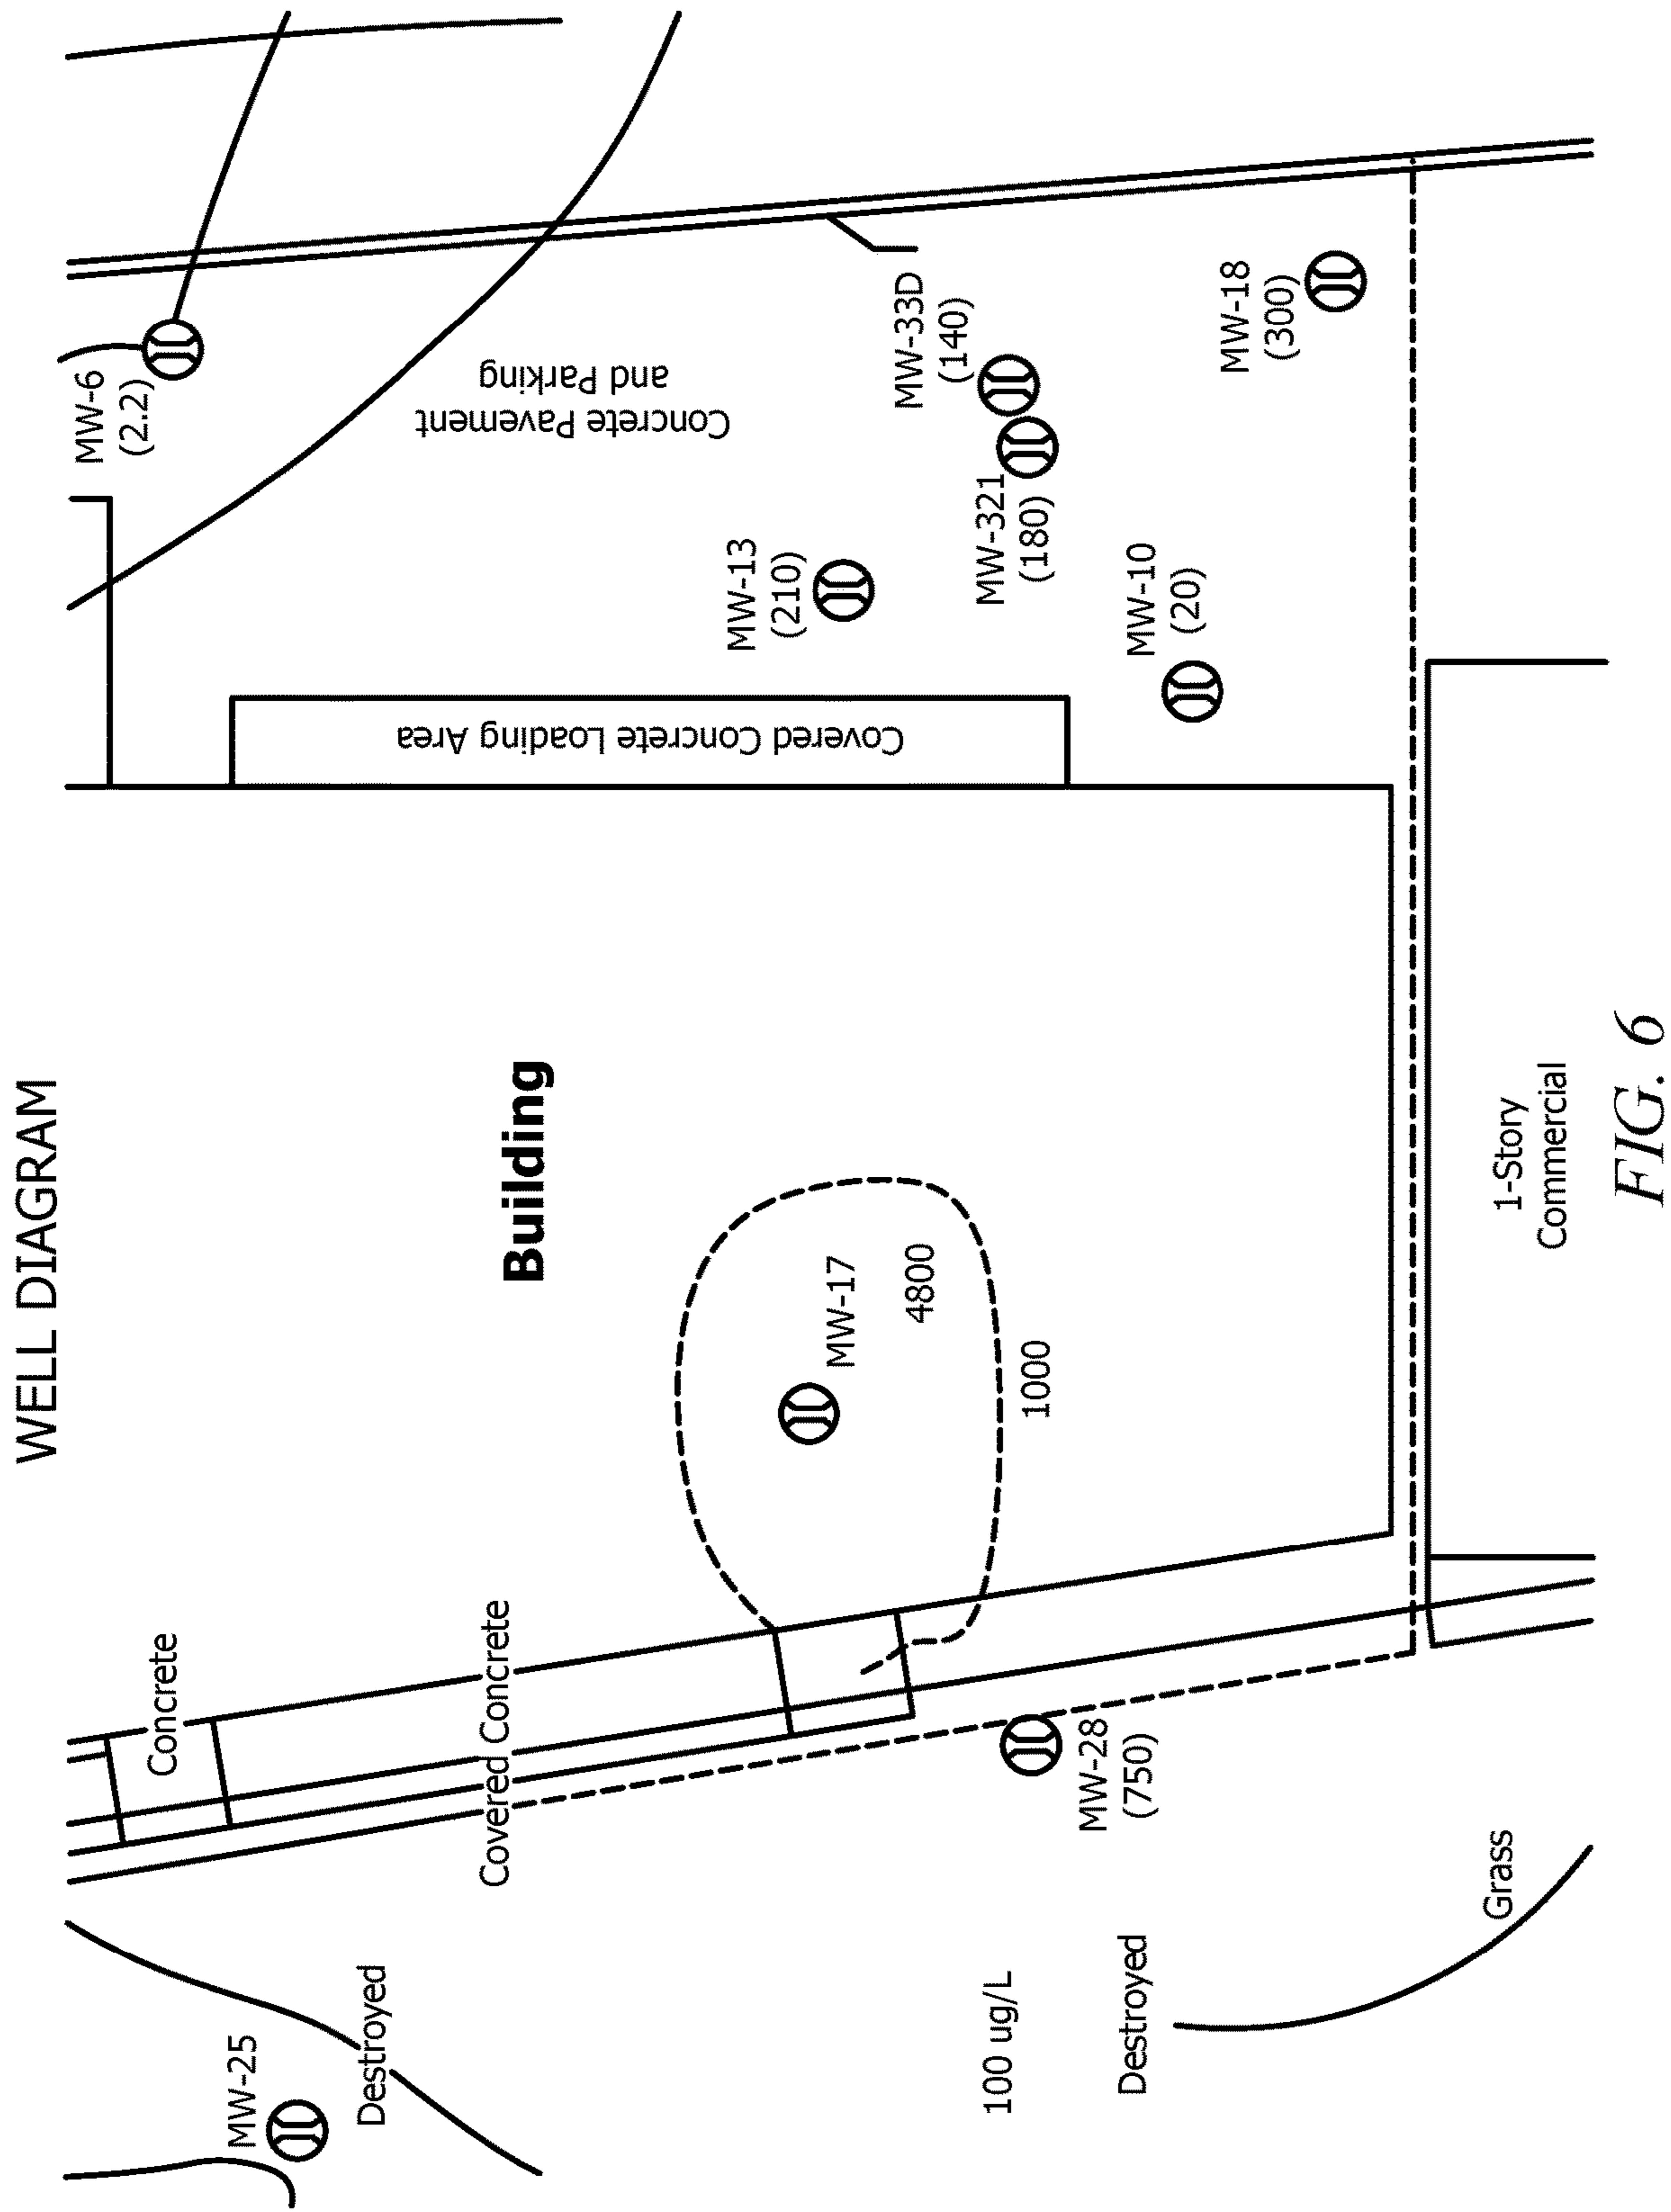 WELL DIAGRAM
MW-25
Destroyed
Concrete
Covered Concrete
MW-6
(2.2)
Building
Covered Concrete Loading Area
Concrete Pavement
and Parking
MW-17
4800
1000
MW-13
(210)
MW-33D
(140)
MW-321
(180)
MW-10
(20)
MW-18
(300)
MW-28
(750)
100 ug/L
Destroyed
Grass
1-Story
Commercial
FIG. 6